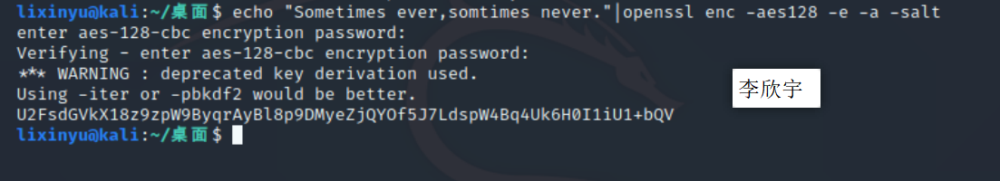 lixinyu@kali:~/桌面$ echo "Sometimes ever,somtimes never."|openssl enc -aes128 -e -a -salt
enter aes-128-cbc encryption password:
Verifying - enter aes-128-cbc encryption password:
*** WARNING : deprecated key derivation used.
Using -iter or -pbkdf2 would be better.
U2FsdGVkX18z9zpW9ByqrAyBl8p9DMyeZjQYOf5J7LdspW4Bq4Uk6H0I1iU1+bQV
lixinyu@kali:~/桌面$
李欣宇